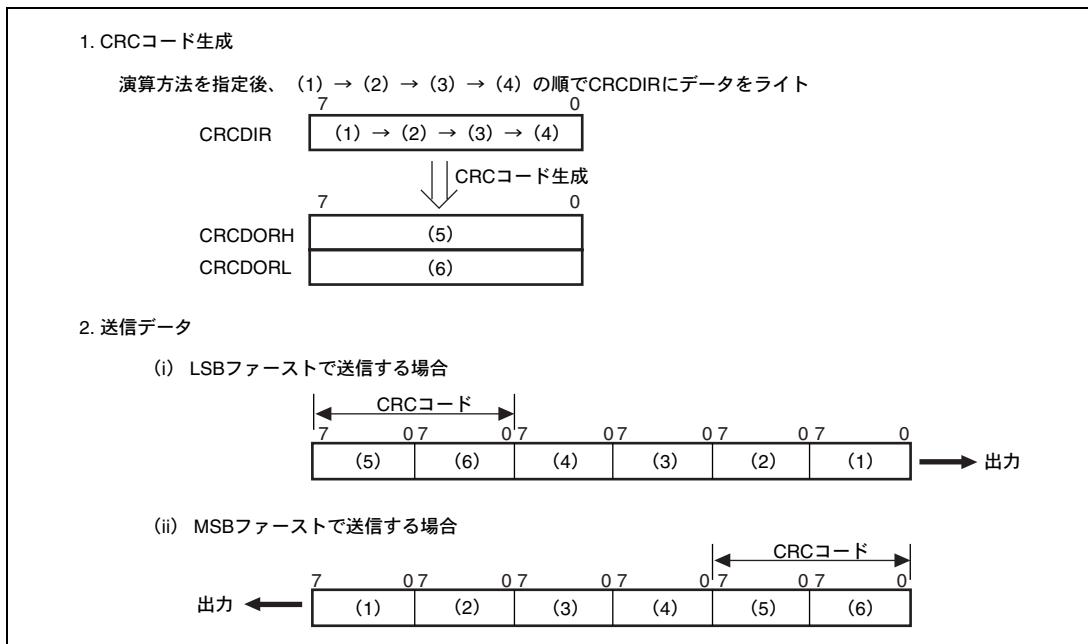 1. CRCコード生成
演算方法を指定後、（1）→（2）→（3）→（4）の順でCRCDIRにデータをライト
7 0
CRCDIR （1）→（2）→（3）→（4）
CRCコード生成
7 0
CRCDORH （5）
CRCDORL （6）
2. 送信データ
（i） LSBファーストで送信する場合
CRCコード
7 0 7 0 7 0 7 0 7 0 7 0
（5） （6） （4） （3） （2） （1） 出力
（ii） MSBファーストで送信する場合
CRCコード
7 0 7 0 7 0 7 0 7 0 7 0
出力 （1） （2） （3） （4） （5） （6）